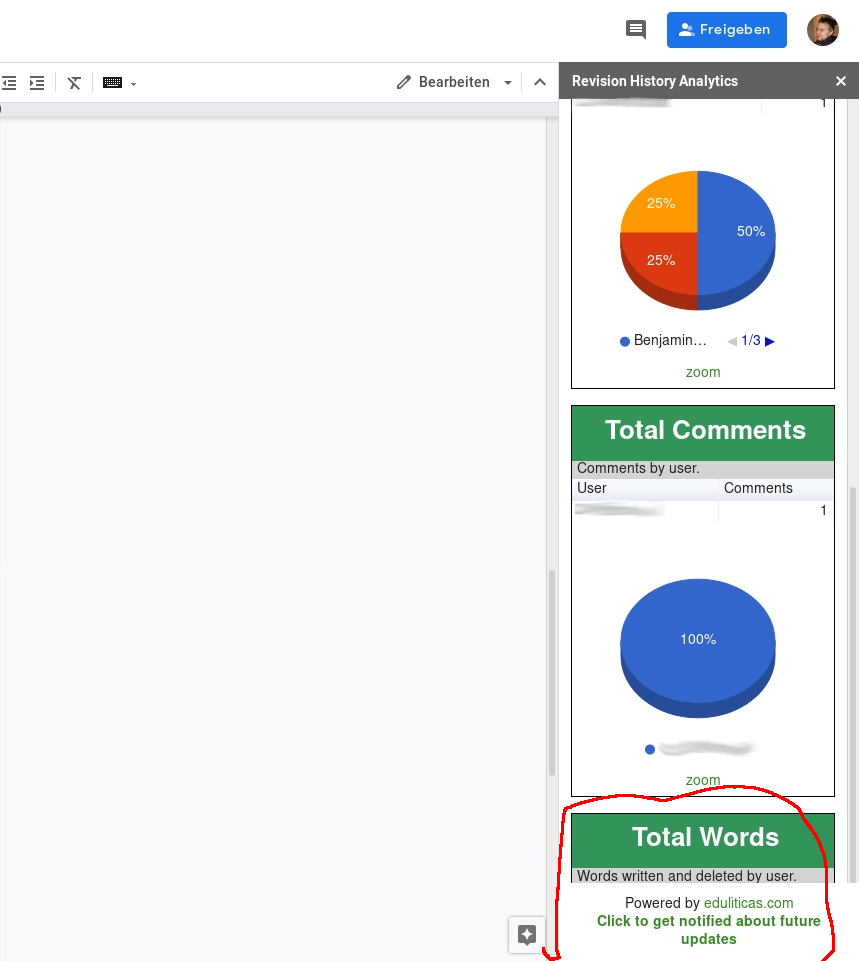 Freigeben
Bearbeiten
Revision History Analytics ×
1
25% 50%
25%
Benjamin... ◀ 1/3 ▶
zoom
Total Comments
Comments by user.
User Comments
1
100%
zoom
Total Words
Words written and deleted by user.
Powered by eduliticas.com
Click to get notified about future
updates